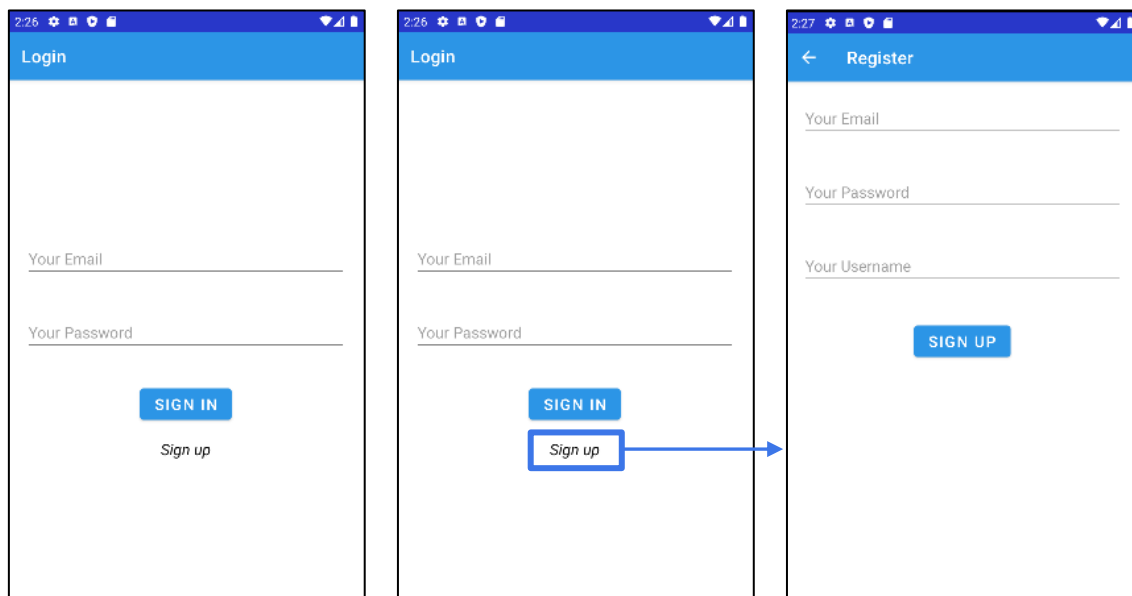 2:26
Login
Your Email
Your Password
SIGN IN
Sign up
2:26
Login
Your Email
Your Password
SIGN IN
Sign up
2:27
Register
Your Email
Your Password
Your Username
SIGN UP